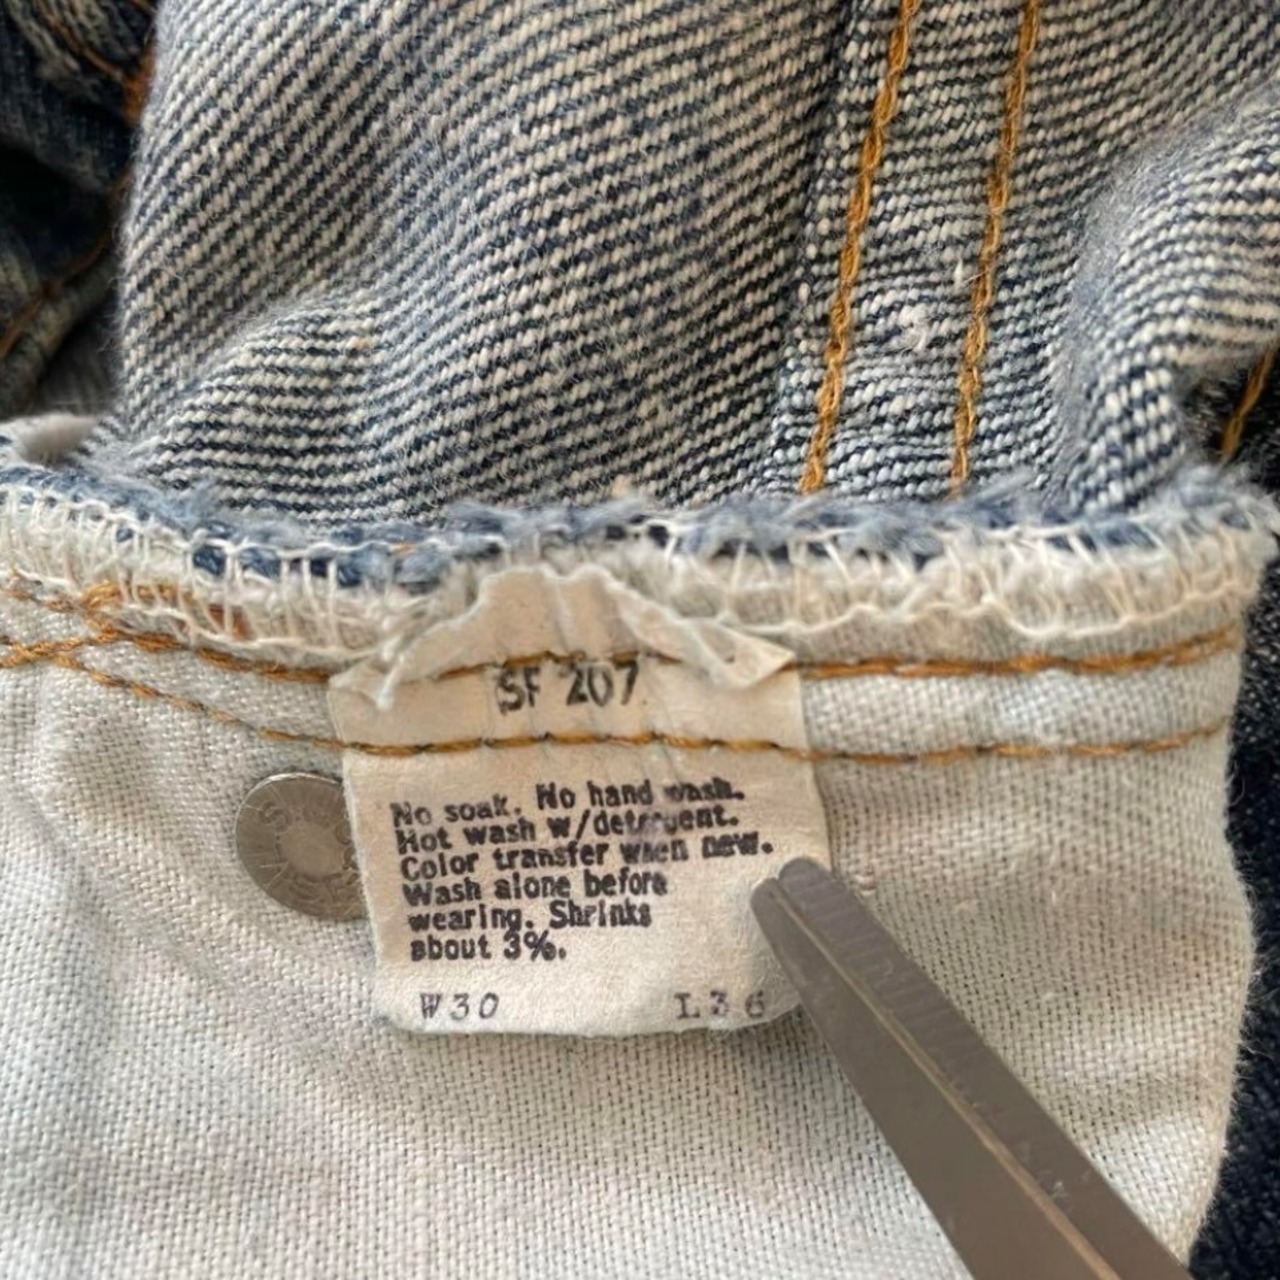 SF 207
No soak. No hand wash.
Hot wash w/detergent.
Color transfer when new.
Wash alone before
wearing. Shrinks
about 3%.
W30 L36